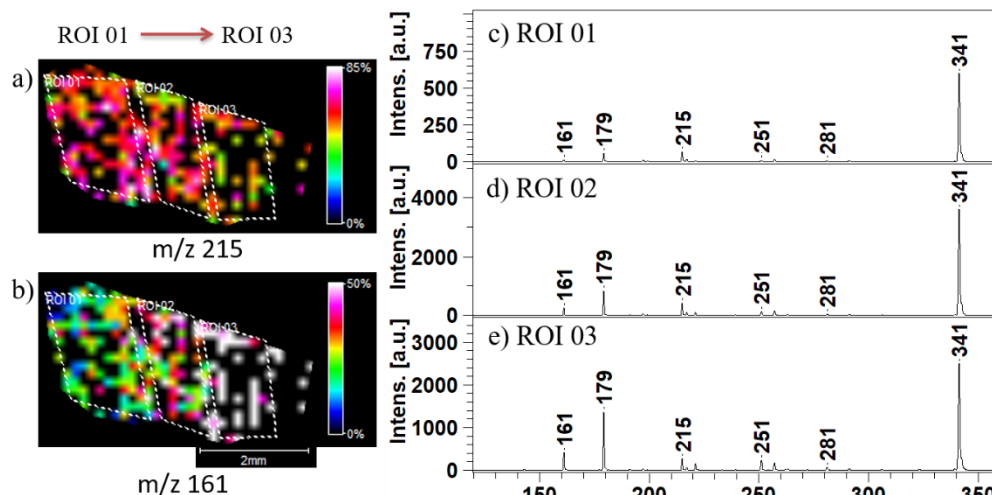 ROI 01 ROI 03
a)
ROI 01
ROI 02
ROI 03
85%
0%
m/z 215
b)
ROI 01
ROI 02
ROI 03
50%
0%
2mm
m/z 161
c) ROI 01
Intens. [a.u.]
750
500
250
0
161
179
215
251
281
341
d) ROI 02
Intens. [a.u.]
4000
2000
0
161
179
215
251
281
341
e) ROI 03
Intens. [a.u.]
3000
2000
1000
0
161
179
215
251
281
341
150
200
250
300
350